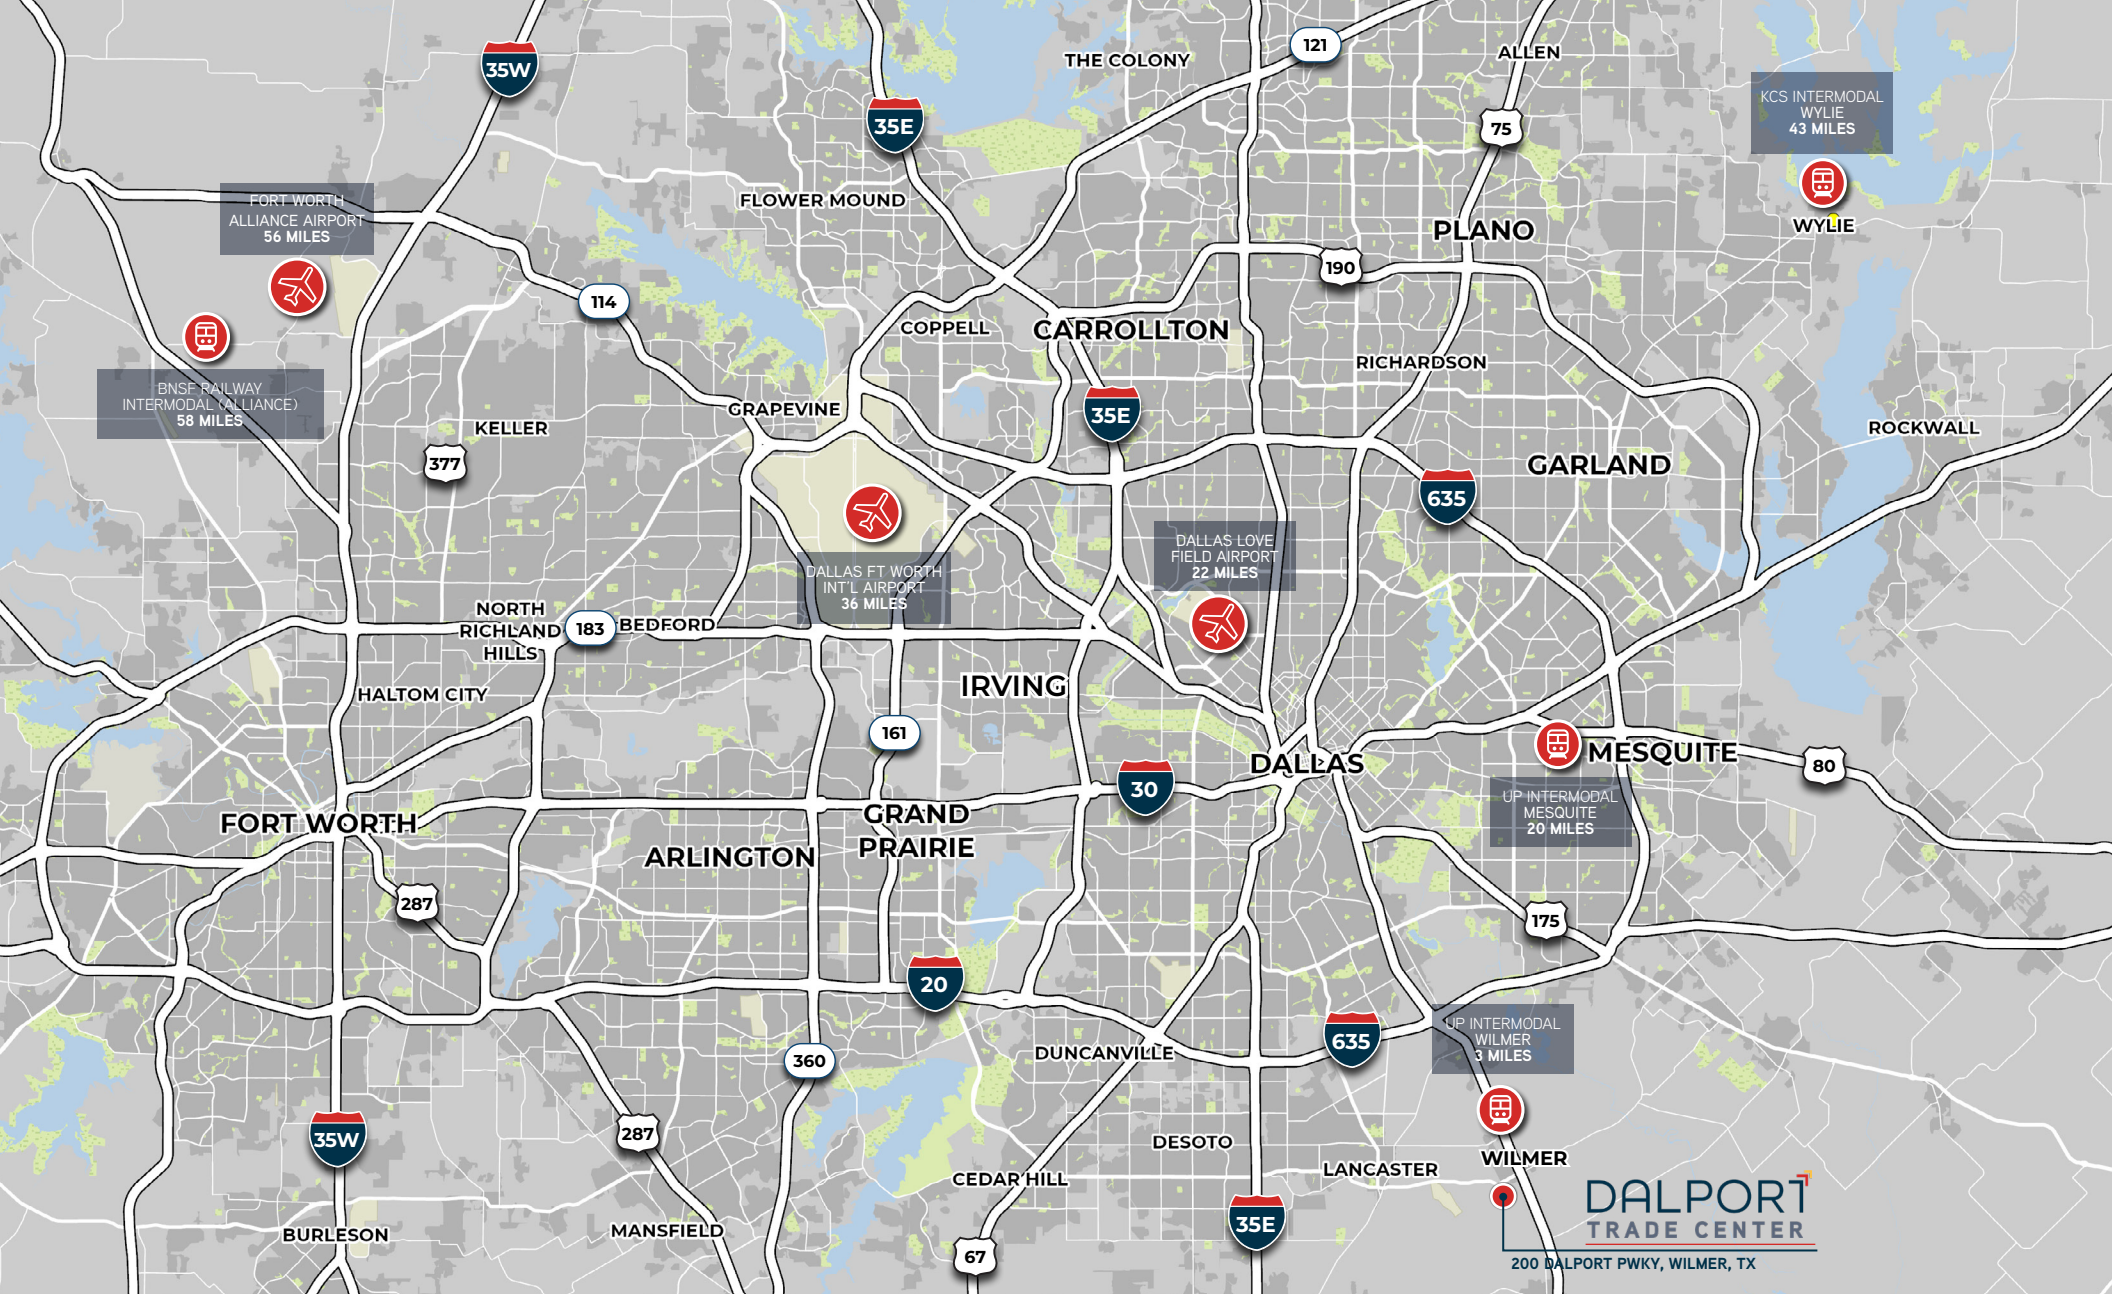 35W
121
THE COLONY
ALLEN
35E
75
KCS INTERMODAL
WYLIE
43 MILES
WYLIE
FLOWER MOUND
FORT WORTH
ALLIANCE AIRPORT
56 MILES
PLANO
190
114
COPPELL
CARROLLTON
RICHARDSON
BNSF RAILWAY
INTERMODAL (ALLIANCE)
58 MILES
GRAPEVINE
35E
KELLER
ROCKWALL
377
GARLAND
635
DALLAS LOVE
FIELD AIRPORT
22 MILES
DALLAS FT WORTH
INT'L AIRPORT
36 MILES
NORTH
RICHLAND
HILLS
183
BEDFORD
HALTOM CITY
IRVING
161
DALLAS
MESQUITE
80
30
UP INTERMODAL
MESQUITE
20 MILES
FORT WORTH
GRAND
PRAIRIE
ARLINGTON
287
175
20
UP INTERMODAL
WILMER
3 MILES
635
DUNCANVILLE
360
35W
287
DESOTO
WILMER
LANCASTER
CEDAR HILL
DALPORT
TRADE CENTER
200 DALPORT PWKY, WILMER, TX
BURLESON
MANSFIELD
35E
67